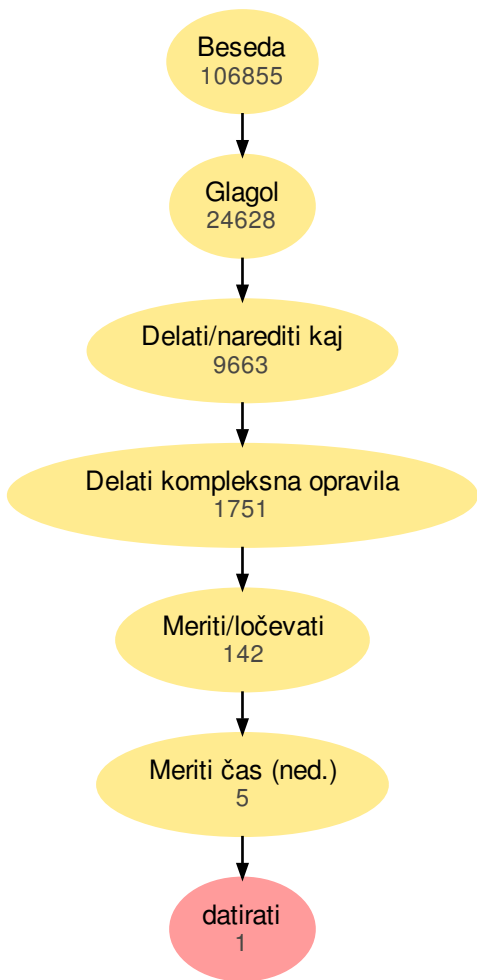 Beseda
106855
Glagol
24628
Delati/narediti kaj
9663
Delati kompleksna opravila
1751
Meriti/ločevati
142
Meriti čas (ned.)
5
datirati
1